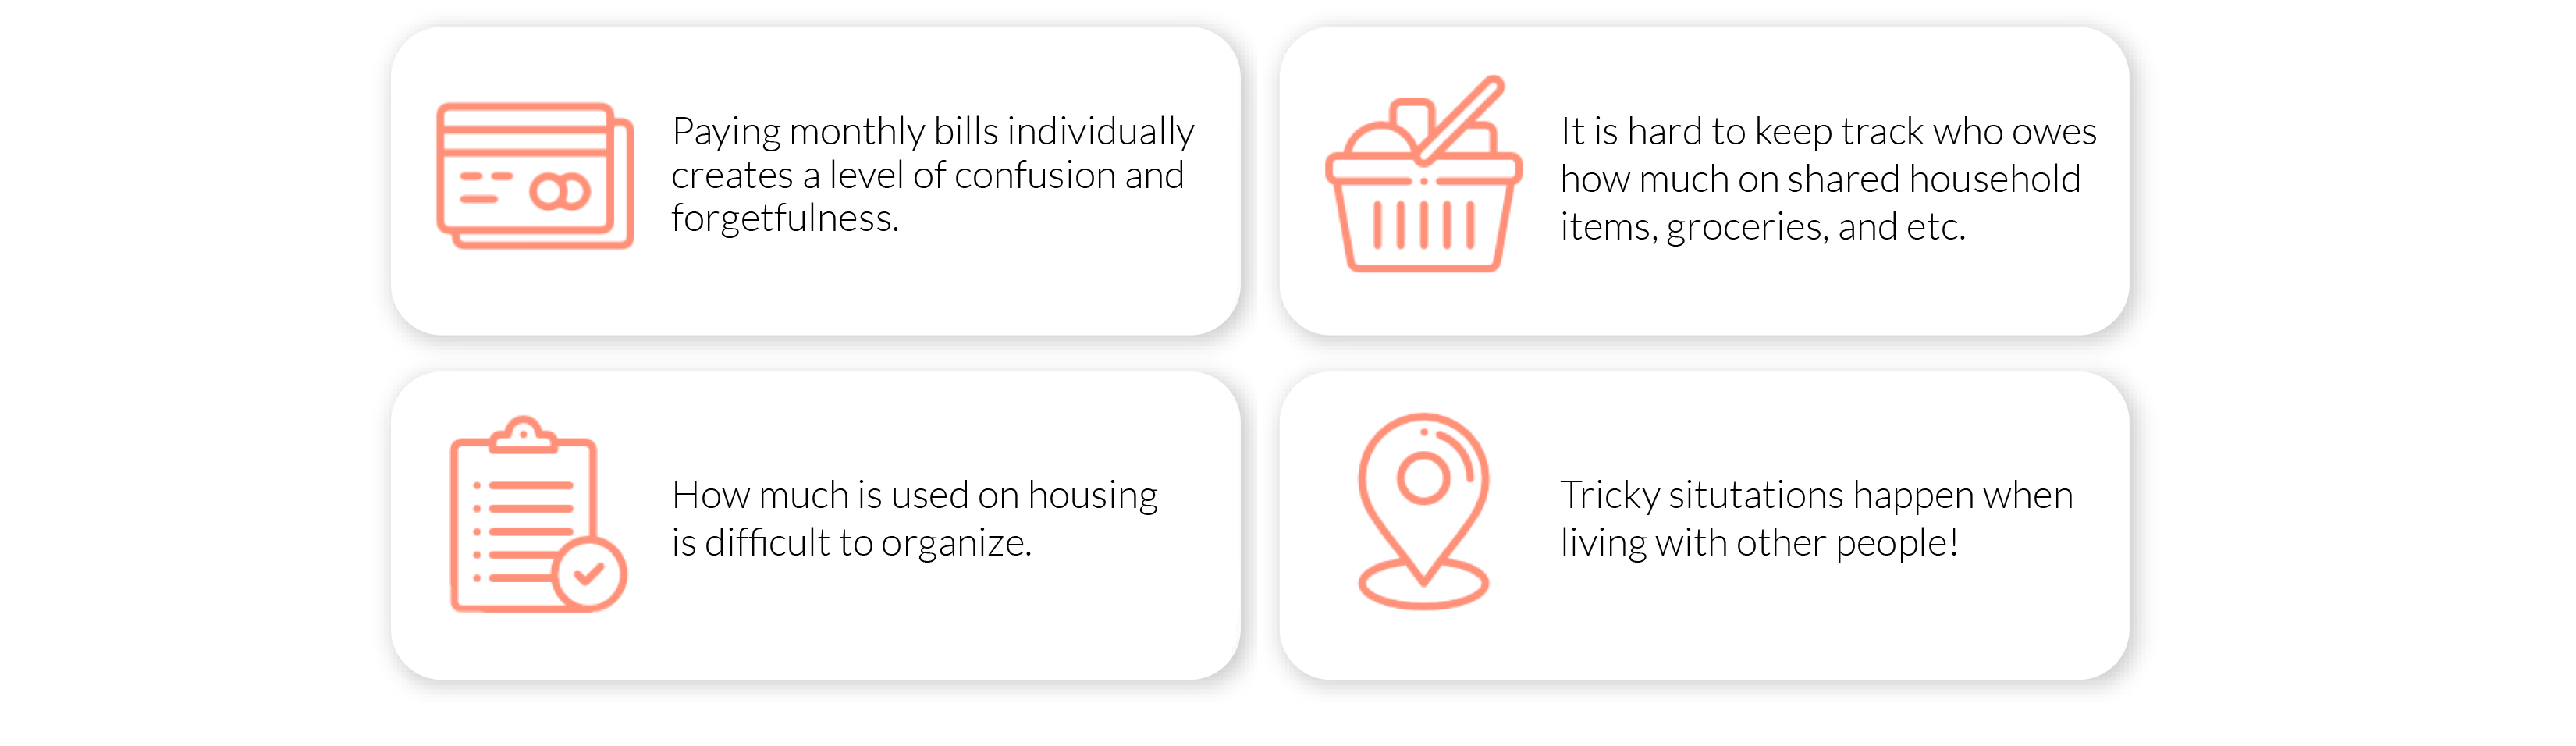 Paying monthly bills individually
creates a level of confusion and
forgetfulness.
It is hard to keep track who owes
how much on shared household
items, groceries, and etc.
How much is used on housing
is difficult to organize.
Tricky situtations happen when
living with other people!